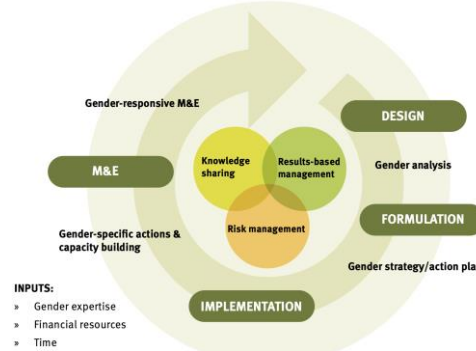 Gender-responsive M&E
DESIGN
Knowledge
sharing
Results-based
management
M&E
Gender analysis
FORMULATION
Gender-specific actions &
capacity building
Risk management
Gender strategy/action pla
INPUTS:
» Gender expertise
» Financial resources
» Time
IMPLEMENTATION